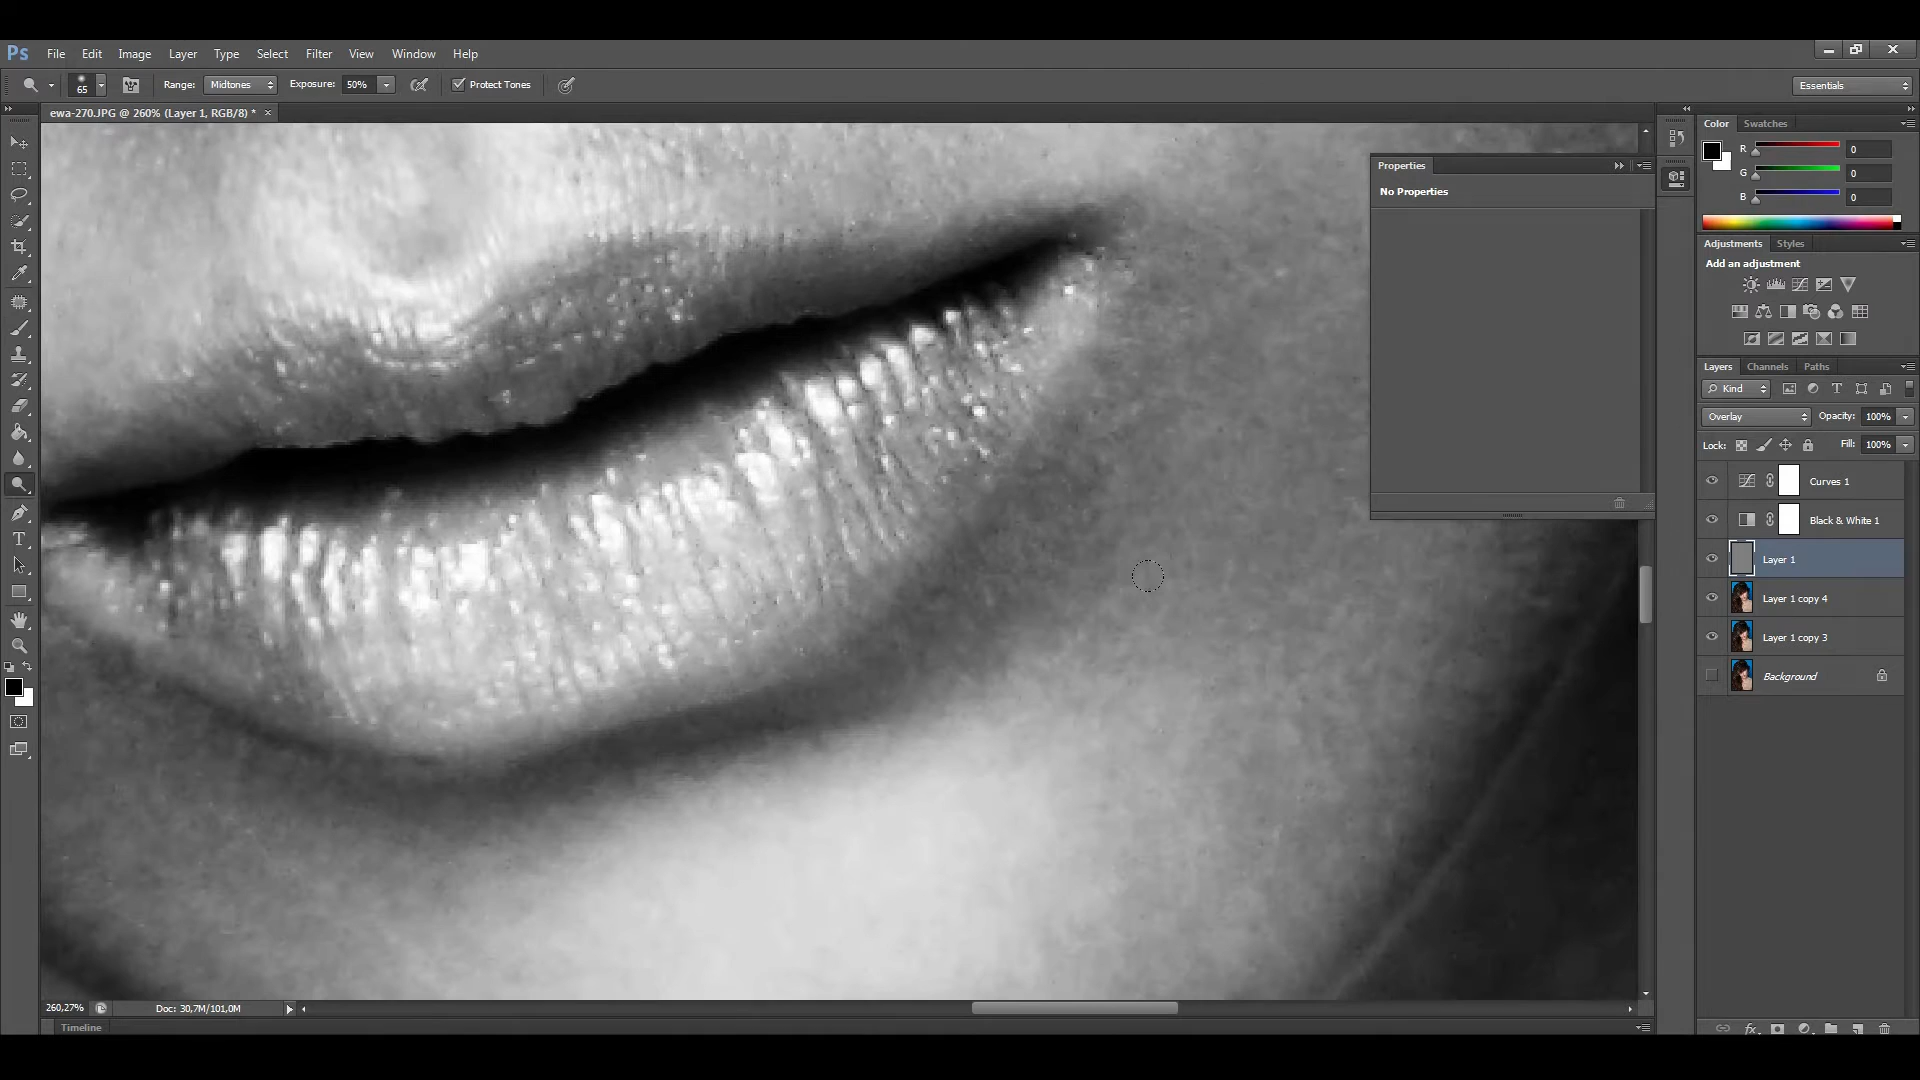 Ps File Edit Image Layer Type Select Filter View Window Help
65 Range: Midtones Exposure: 50% Protect Tones Essentials
ewa-270.JPG @ 260% (Layer 1, RGB/8) * ×
Color Swatches
R 0
G 0
B 0
Properties
No Properties
Adjustments Styles
Add an adjustment
Layers Channels Paths
Kind
Overlay Opacity: 100%
Lock: Fill: 100%
Curves 1
Black & White 1
Layer 1
Layer 1 copy 4
Layer 1 copy 3
Background
260,27% Doc: 30,7M/101,0M
Timeline